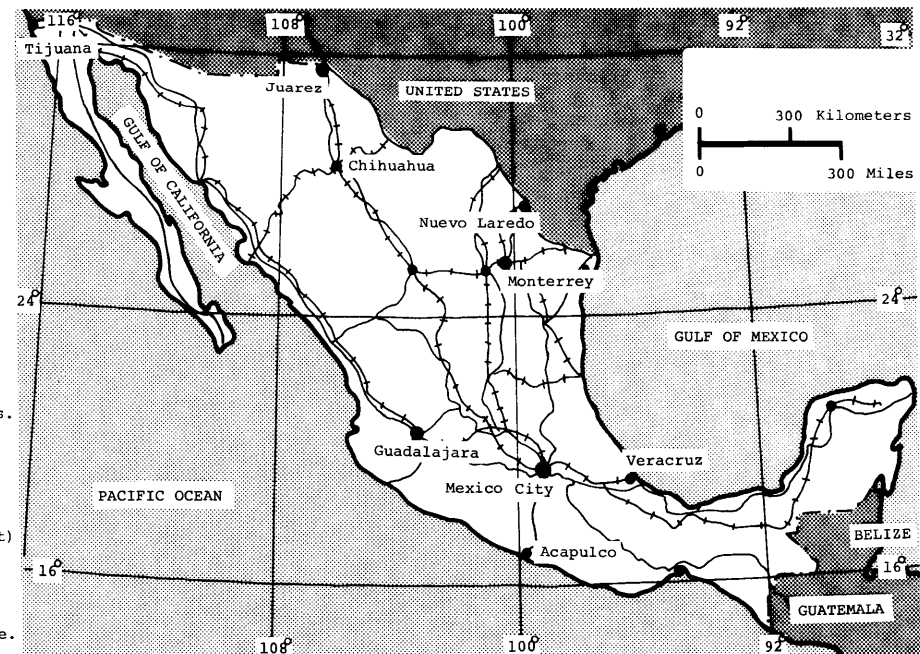 116°
108°
100°
92°
32°
Tijuana
Juarez
UNITED STATES
0 300 Kilometers
0 300 Miles
GULF OF CALIFORNIA
Chihuahua
Nuevo Laredo
Monterrey
24°
24°
GULF OF MEXICO
s.
Guadalajara
Veracruz
Mexico City
PACIFIC OCEAN
t)
BELIZE
Acapulco
16°
16°
GUATEMALA
e.
108°
100°
92°